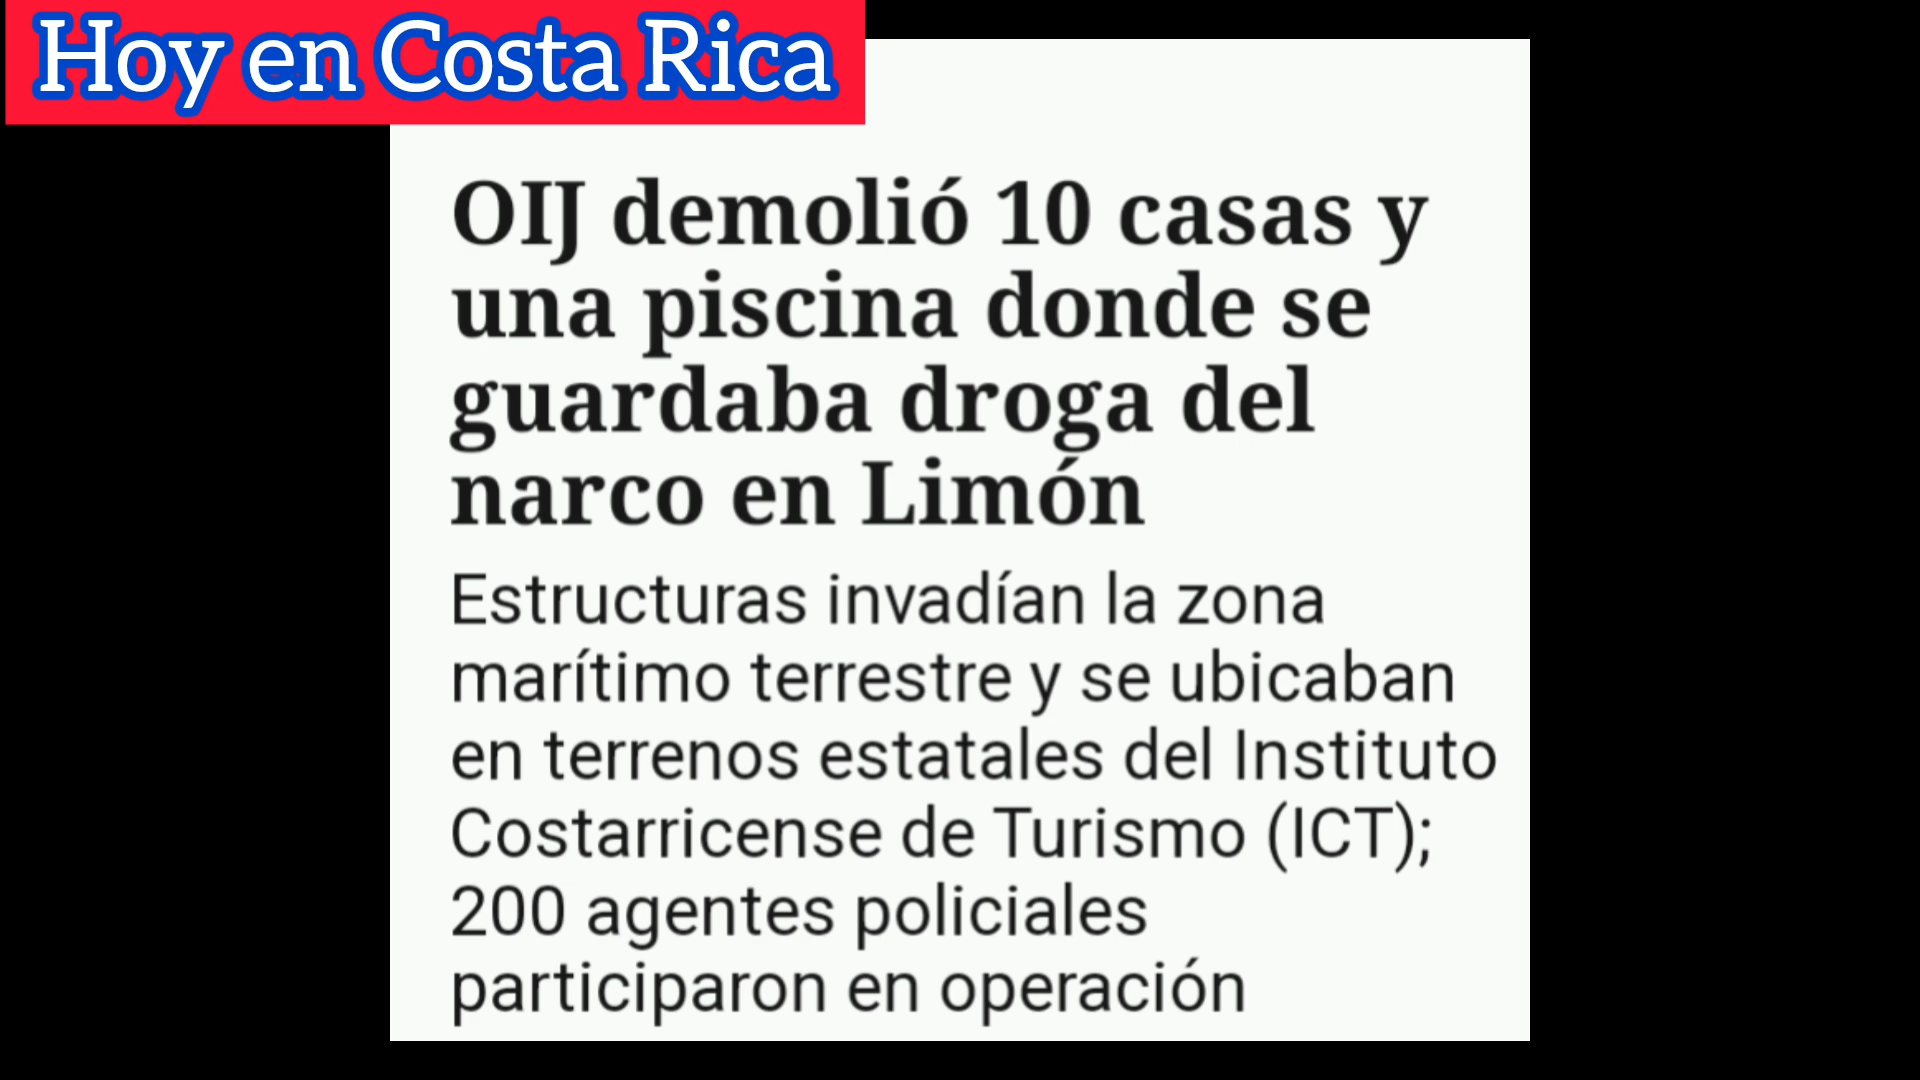 Hoy en Costa Rica
OIJ demolió 10 casas y
una piscina donde se
guardaba droga del
narco en Limón
Estructuras invadían la zona
marítimo terrestre y se ubicaban
en terrenos estatales del Instituto
Costarricense de Turismo (ICT);
200 agentes policiales
participaron en operación